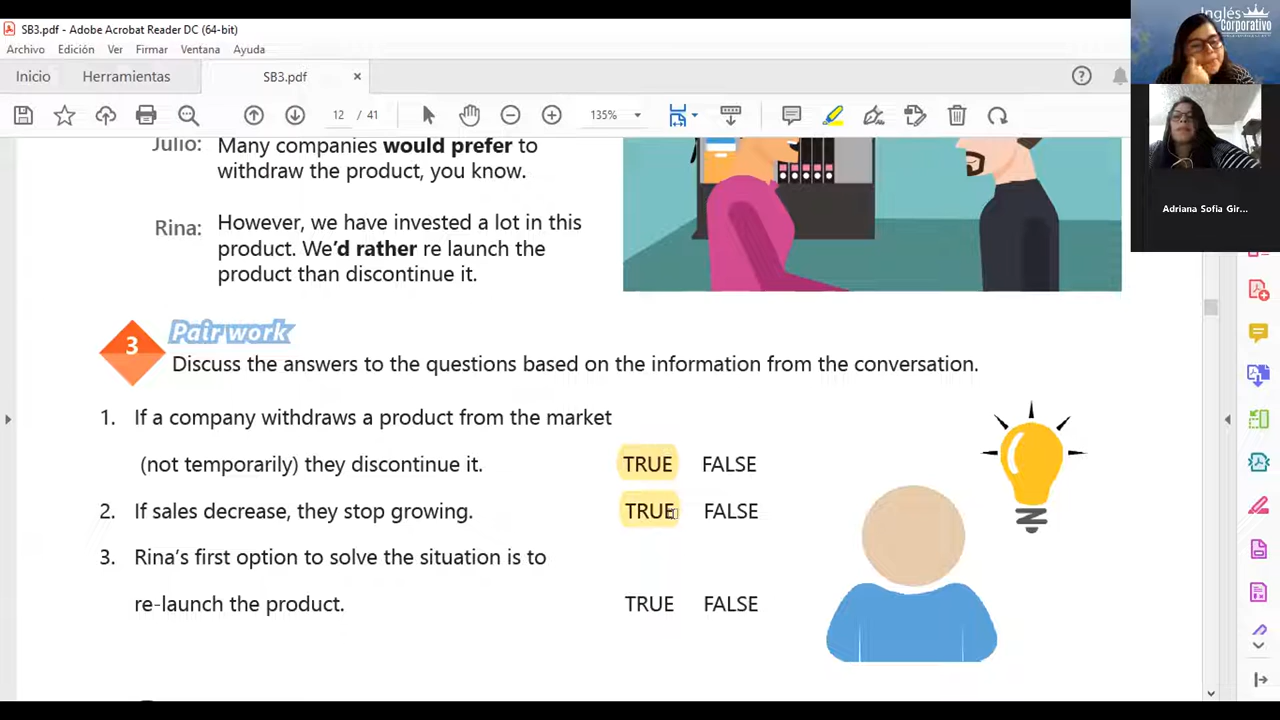 SB3.pdf - Adobe Acrobat Reader DC (64-bit)
Archivo Edición Ver Firmar Ventana Ayuda
Inicio Herramientas SB3.pdf ×
12 / 41 135%
Inglés
Corporativo
Adriana Sofia Gir...
Julio: Many companies would prefer to
withdraw the product, you know.
Rina: However, we have invested a lot in this
product. We'd rather re launch the
product than discontinue it.
3 Pair work
Discuss the answers to the questions based on the information from the conversation.
1. If a company withdraws a product from the market
(not temporarily) they discontinue it. TRUE FALSE
2. If sales decrease, they stop growing. TRUE FALSE
3. Rina's first option to solve the situation is to
re-launch the product. TRUE FALSE